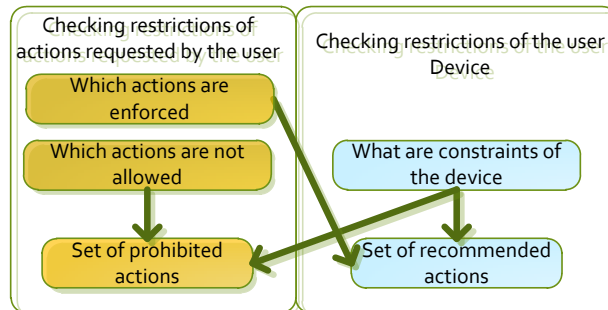 Checking restrictions of
actions requested by the user
Which actions are
enforced
Which actions are not
allowed
Set of prohibited
actions
Checking restrictions of the user
Device
What are constraints of
the device
Set of recommended
actions